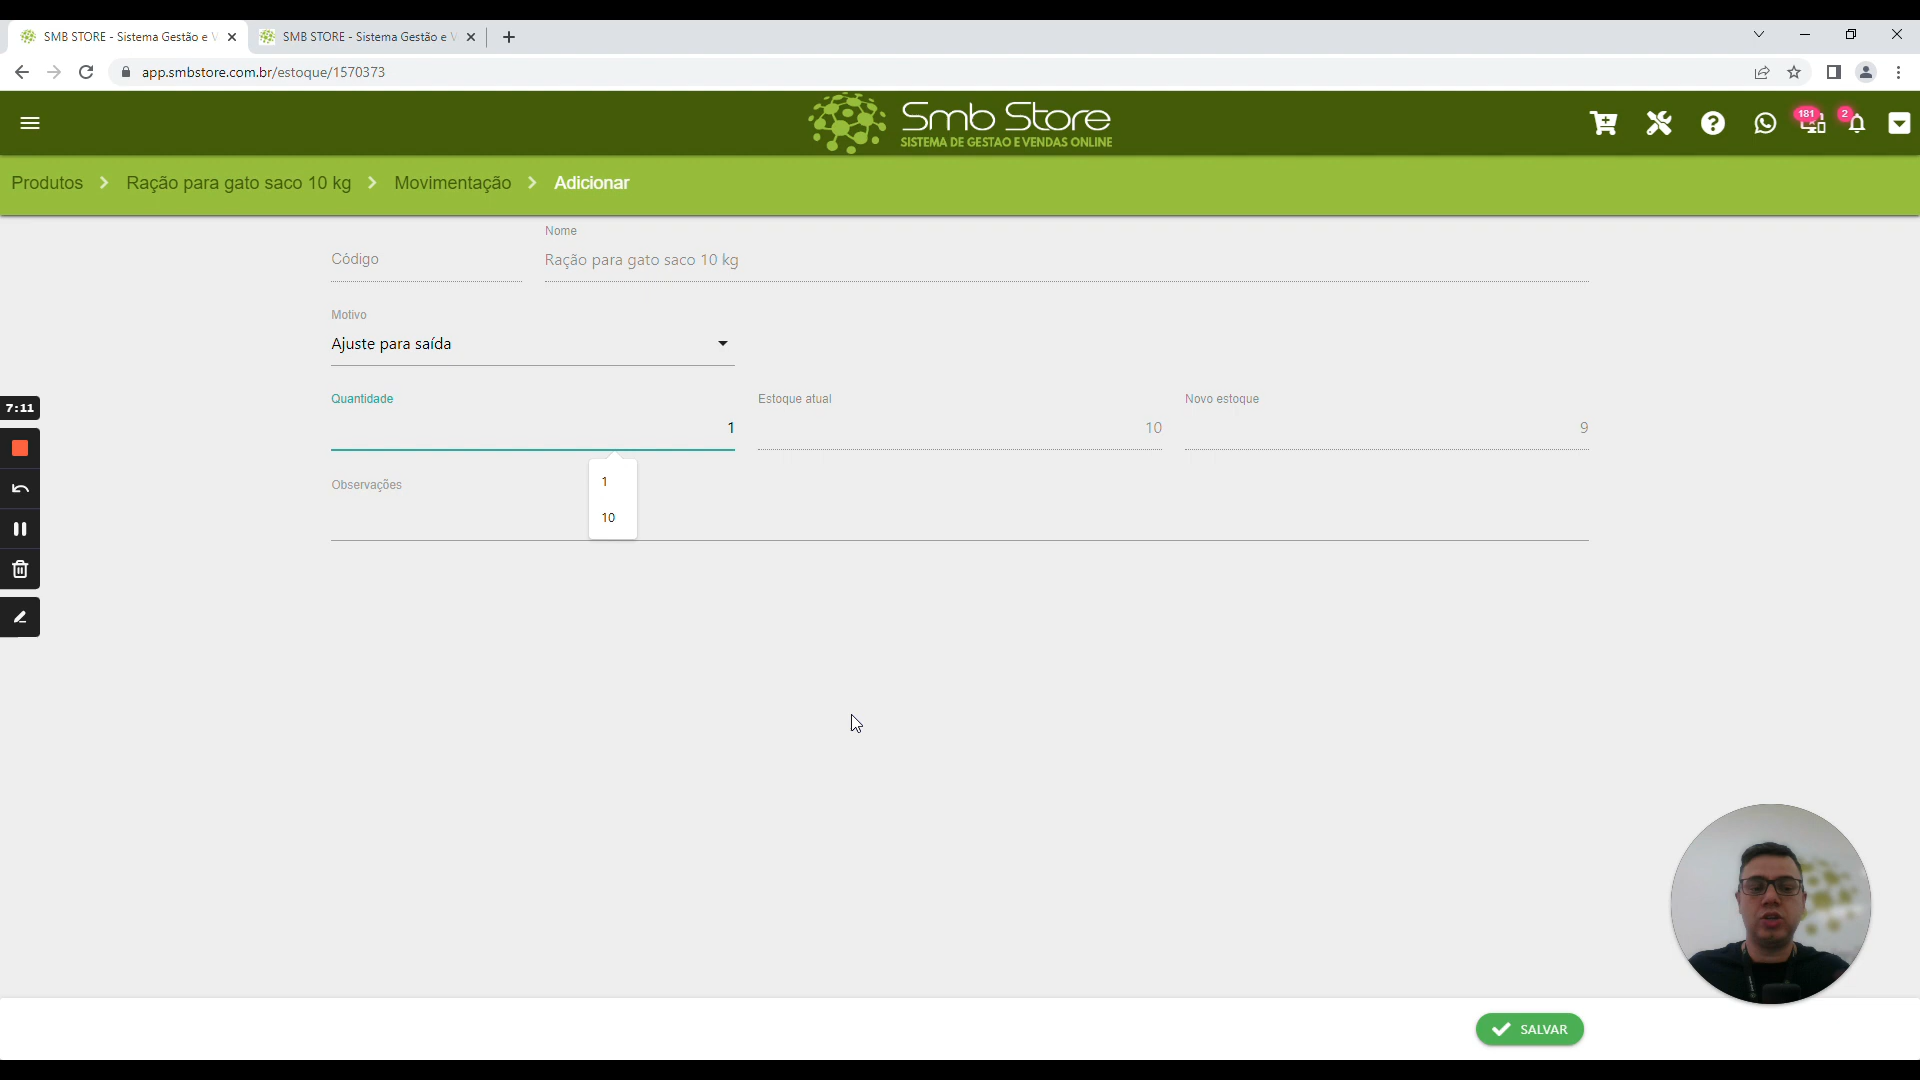 SMB STORE - Sistema Gestão e V
SMB STORE - Sistema Gestão e V
app.smbstore.com.br/estoque/1570373
Smb Store
SISTEMA DE GESTAO E VENDAS ONLINE
181
2
Produtos > Ração para gato saco 10 kg > Movimentação > Adicionar
Nome
Código
Ração para gato saco 10 kg
Motivo
Ajuste para saída
Quantidade
Estoque atual
Novo estoque
1
10
9
1
10
Observações
7:11
SALVAR